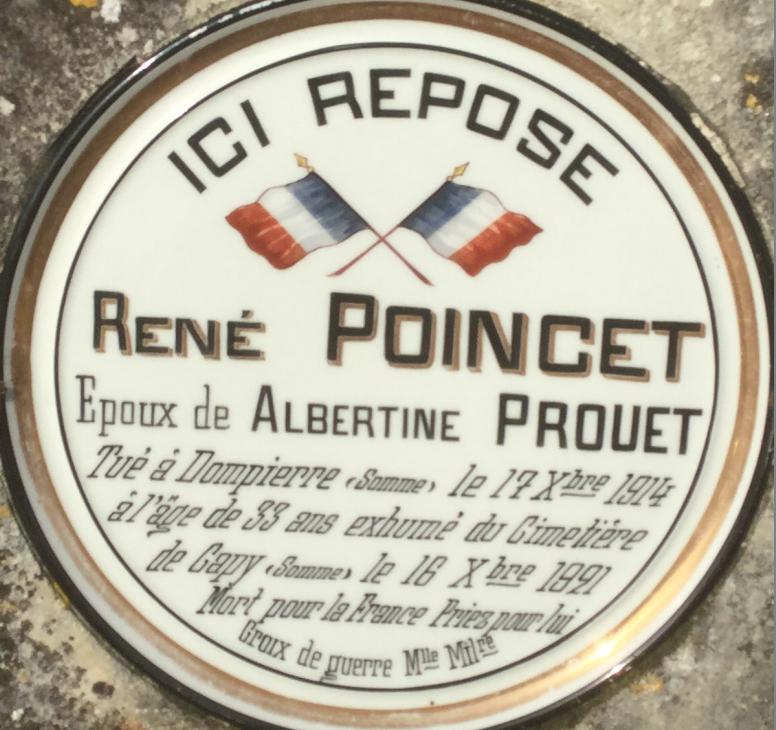 ICI REPOSE
RENÉ POINCET
Epoux de ALBERTINE PROUET
Tué à Dompierre (Somme) le 17 Xbre 1914
à l'âge de 33 ans exhumé du Cimetière
de Capy (Somme) le 16 Xbre 1921
Mort pour la France Priez pour lui
Croix de guerre Mlle Milre